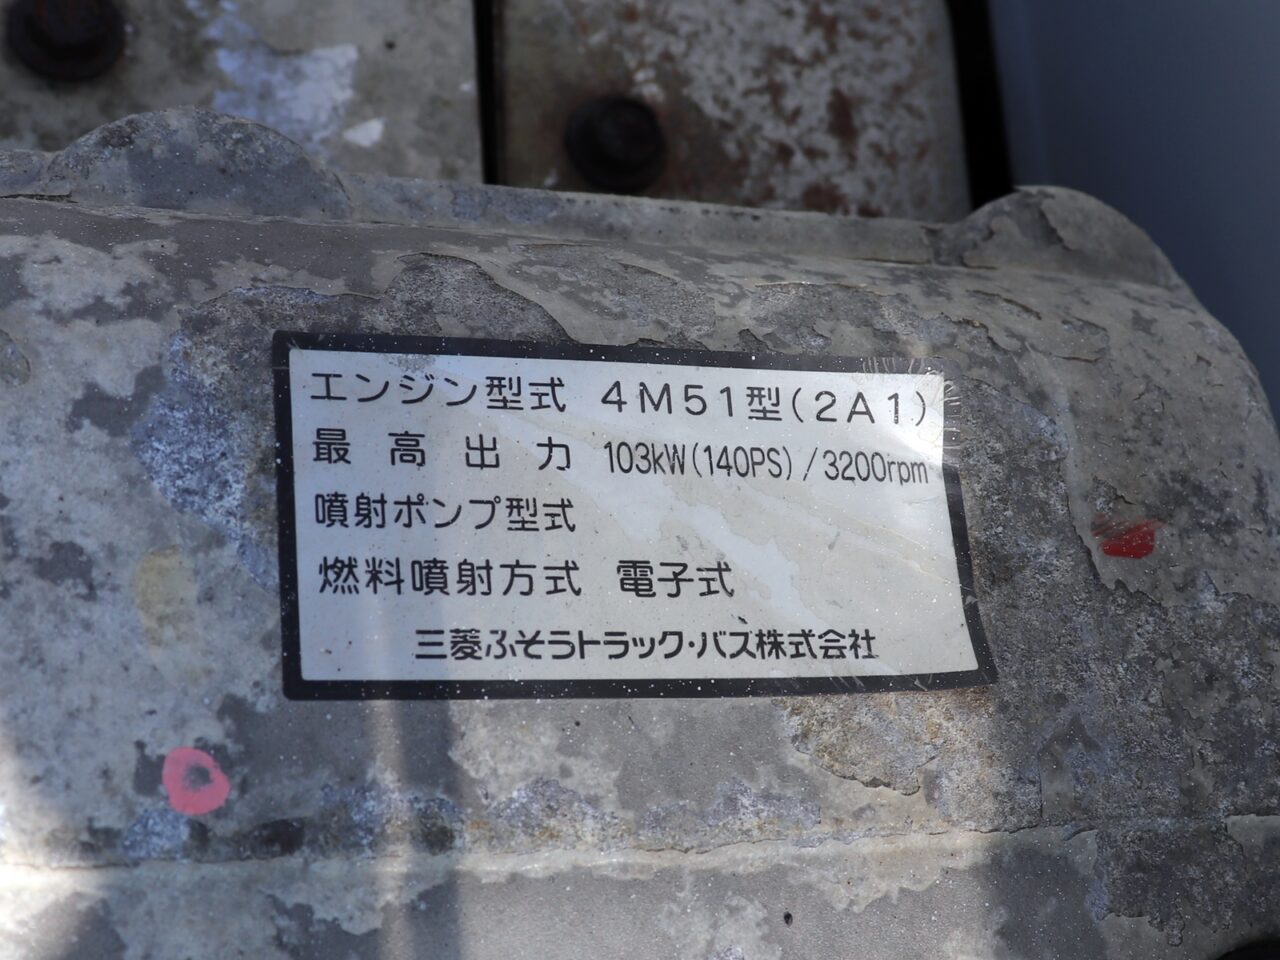 エンジン型式 4M51型(2A1)
最高出力 103kW(140PS)/3200rpm
噴射ポンプ型式
燃料噴射方式 電子式
三菱ふそうトラック・バス株式会社